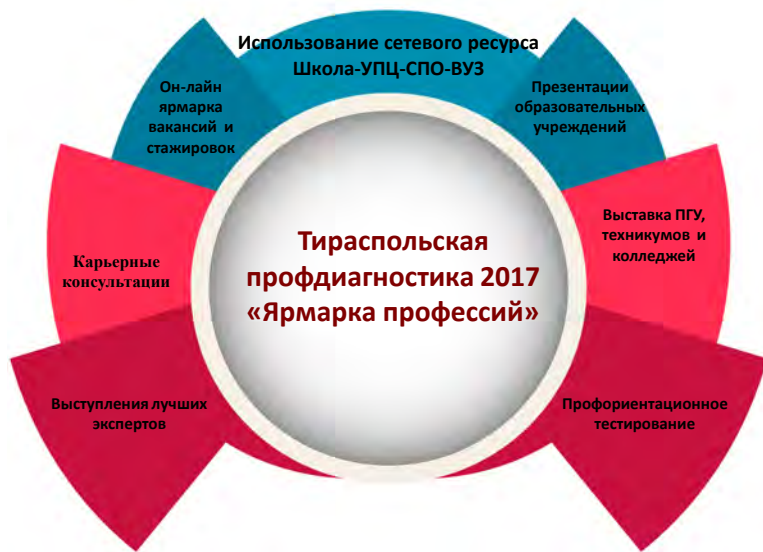 Использование сетевого ресурса
Школа-УПЦ-СПО-ВУЗ
Он-лайн
ярмарка
вакансий и
стажировок
Презентации
образовательных
учреждений
Карьерные
консультации
Тираспольская
профдиагностика 2017
«Ярмарка профессий»
Выставка ПГУ,
техникумов и
колледжей
Выступления лучших
экспертов
Профориентационное
тестирование